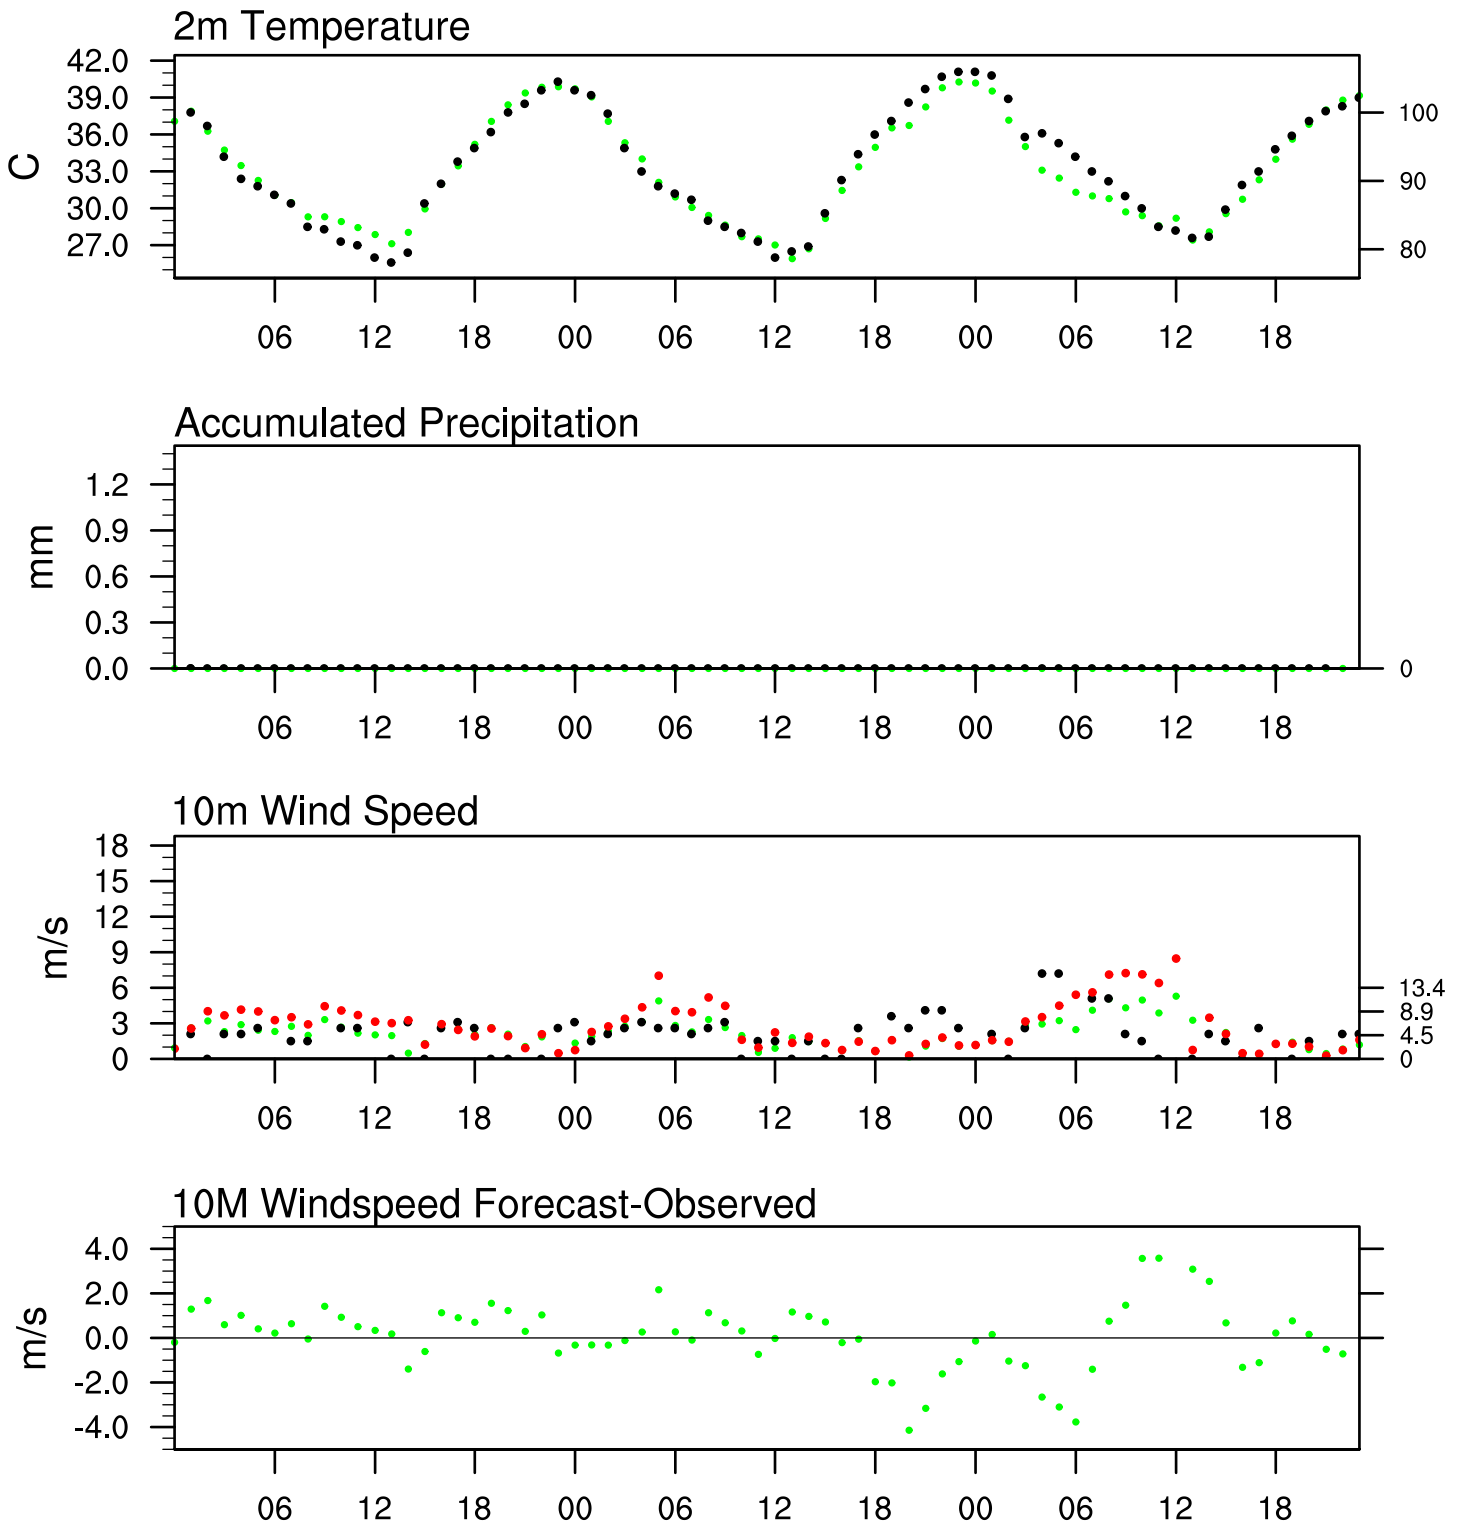 2m Temperature
42.0
39.0
36.0
33.0
30.0
27.0
C
100
90
80
06 12 18 00 06 12 18 00 06 12 18
Accumulated Precipitation
1.2
0.9
0.6
0.3
0.0
mm
0
06 12 18 00 06 12 18 00 06 12 18
10m Wind Speed
18
15
12
9
6
3
0
m/s
13.4
8.9
4.5
0
06 12 18 00 06 12 18 00 06 12 18
10M Windspeed Forecast-Observed
4.0
2.0
0.0
-2.0
-4.0
m/s
06 12 18 00 06 12 18 00 06 12 18